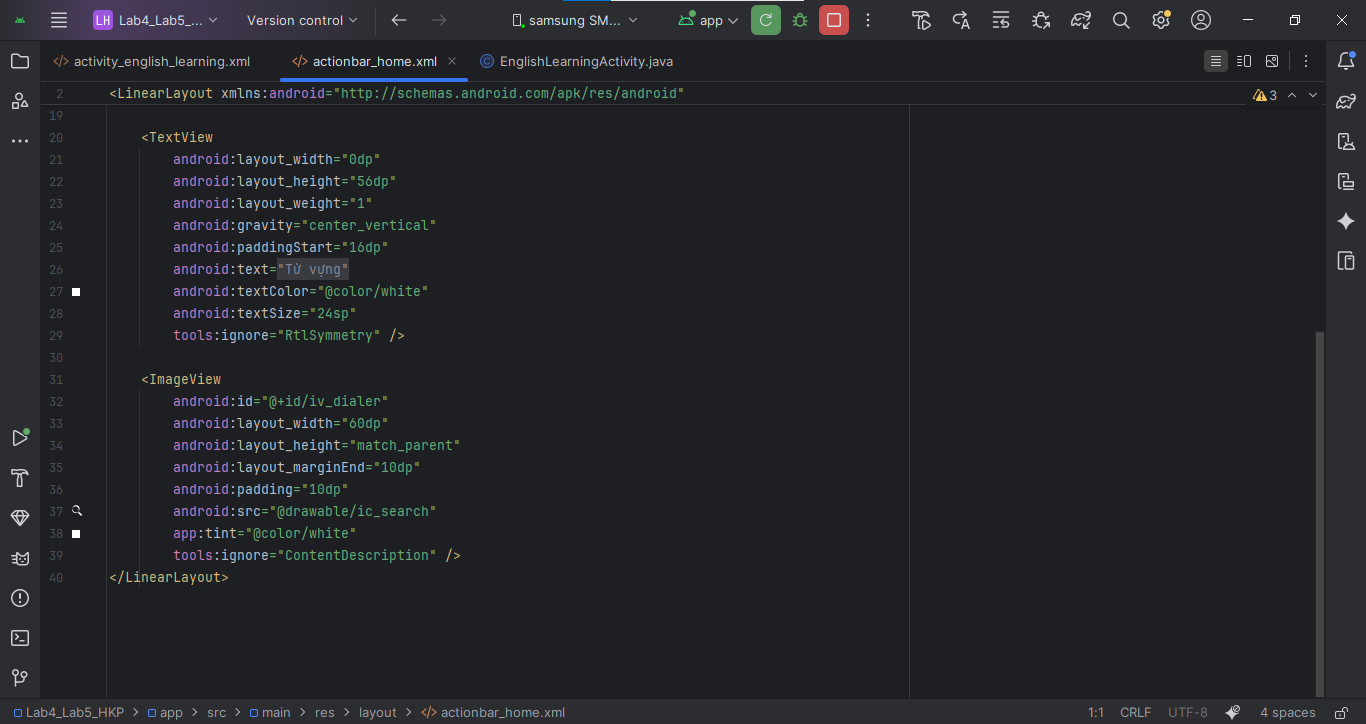 LH Lab4_Lab5_... Version control samsung SM... app
activity_english_learning.xml actionbar_home.xml EnglishLearningActivity.java
2 <LinearLayout xmlns:android="http://schemas.android.com/apk/res/android" 3
19
20 <TextView
21 android:layout_width="0dp"
22 android:layout_height="56dp"
23 android:layout_weight="1"
24 android:gravity="center_vertical"
25 android:paddingStart="16dp"
26 android:text="Từ vựng"
27 android:textColor="@color/white"
28 android:textSize="24sp"
29 tools:ignore="RtlSymmetry" />
30
31 <ImageView
32 android:id="@+id/iv_dialer"
33 android:layout_width="60dp"
34 android:layout_height="match_parent"
35 android:layout_marginEnd="10dp"
36 android:padding="10dp"
37 android:src="@drawable/ic_search"
38 app:tint="@color/white"
39 tools:ignore="ContentDescription" />
40 </LinearLayout>
Lab4_Lab5_HKP > app > src > main > res > layout > actionbar_home.xml 1:1 CRLF UTF-8 4 spaces